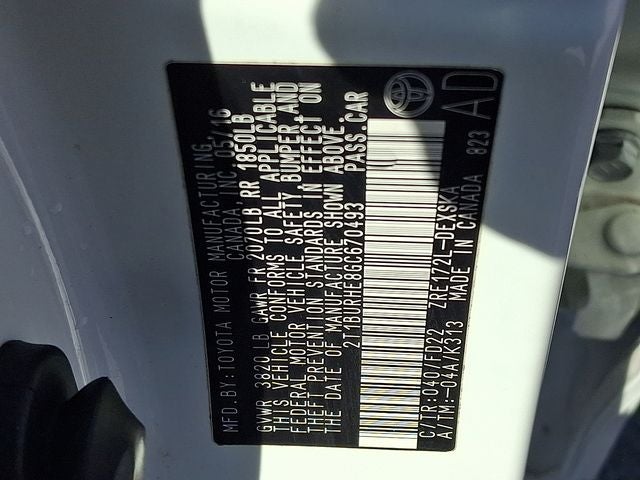 MFD.BY:TOYOTA MOTOR MANUFACTURING
CANADA, INC. 05/16
GVWR 3820 LB GAWR FR 2070LB RR 1850LB
THIS VEHICLE CONFORMS TO ALL APPLICABLE
FEDERAL MOTOR VEHICLE SAFETY, BUMPER, AND
THEFT PREVENTION STANDARDS IN EFFECT ON
THE DATE OF MANUFACTURE SHOWN ABOVE.
2T1BURHE8GC670493 PASS.CAR
C/TR:040/FD22 ZRE172L-DEXSKA
A/TM:-04A/K313 MADE IN CANADA 823
AD